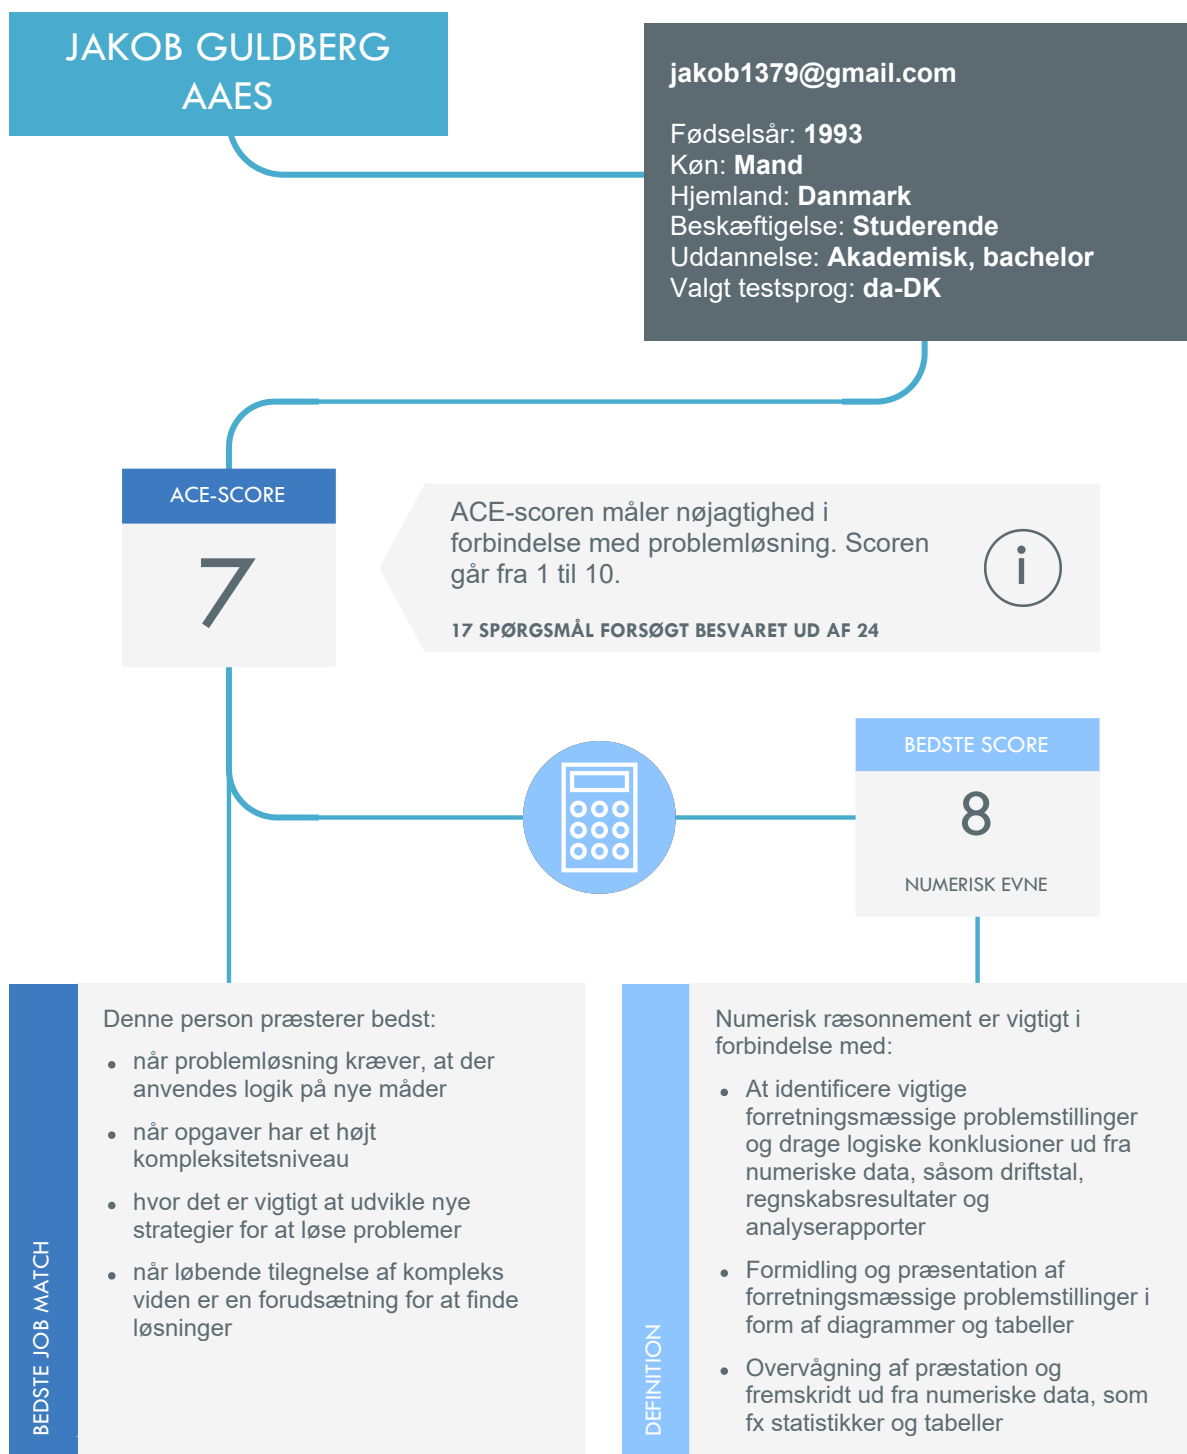 JAKOB GULDBERG
AAES
jakob1379@gmail.com
Fødselsår: 1993
Køn: Mand
Hjemland: Danmark
Beskæftigelse: Studerende
Uddannelse: Akademisk, bachelor
Valgt testsprog: da-DK
ACE-SCORE
7
ACE-scoren måler nøjagtighed i
forbindelse med problemløsning. Scoren
går fra 1 til 10.
17 SPØRGSMÅL FORSØGT BESVARET UD AF 24
i
BEDSTE SCORE
8
NUMERISK EVNE
BEDSTE JOB MATCH
Denne person præsterer bedst:
• når problemløsning kræver, at der
anvendes logik på nye måder
• når opgaver har et højt
kompleksitetsniveau
• hvor det er vigtigt at udvikle nye
strategier for at løse problemer
• når løbende tilegnelse af kompleks
viden er en forudsætning for at finde
løsninger
DEFINITION
Numerisk ræsonnement er vigtigt i
forbindelse med:
• At identificere vigtige
forretningsmæssige problemstillinger
og drage logiske konklusioner ud fra
numeriske data, såsom driftstal,
regnskabsresultater og
analyserapporter
• Formidling og præsentation af
forretningsmæssige problemstillinger i
form af diagrammer og tabeller
• Overvågning af præstation og
fremskridt ud fra numeriske data, som
fx statistikker og tabeller